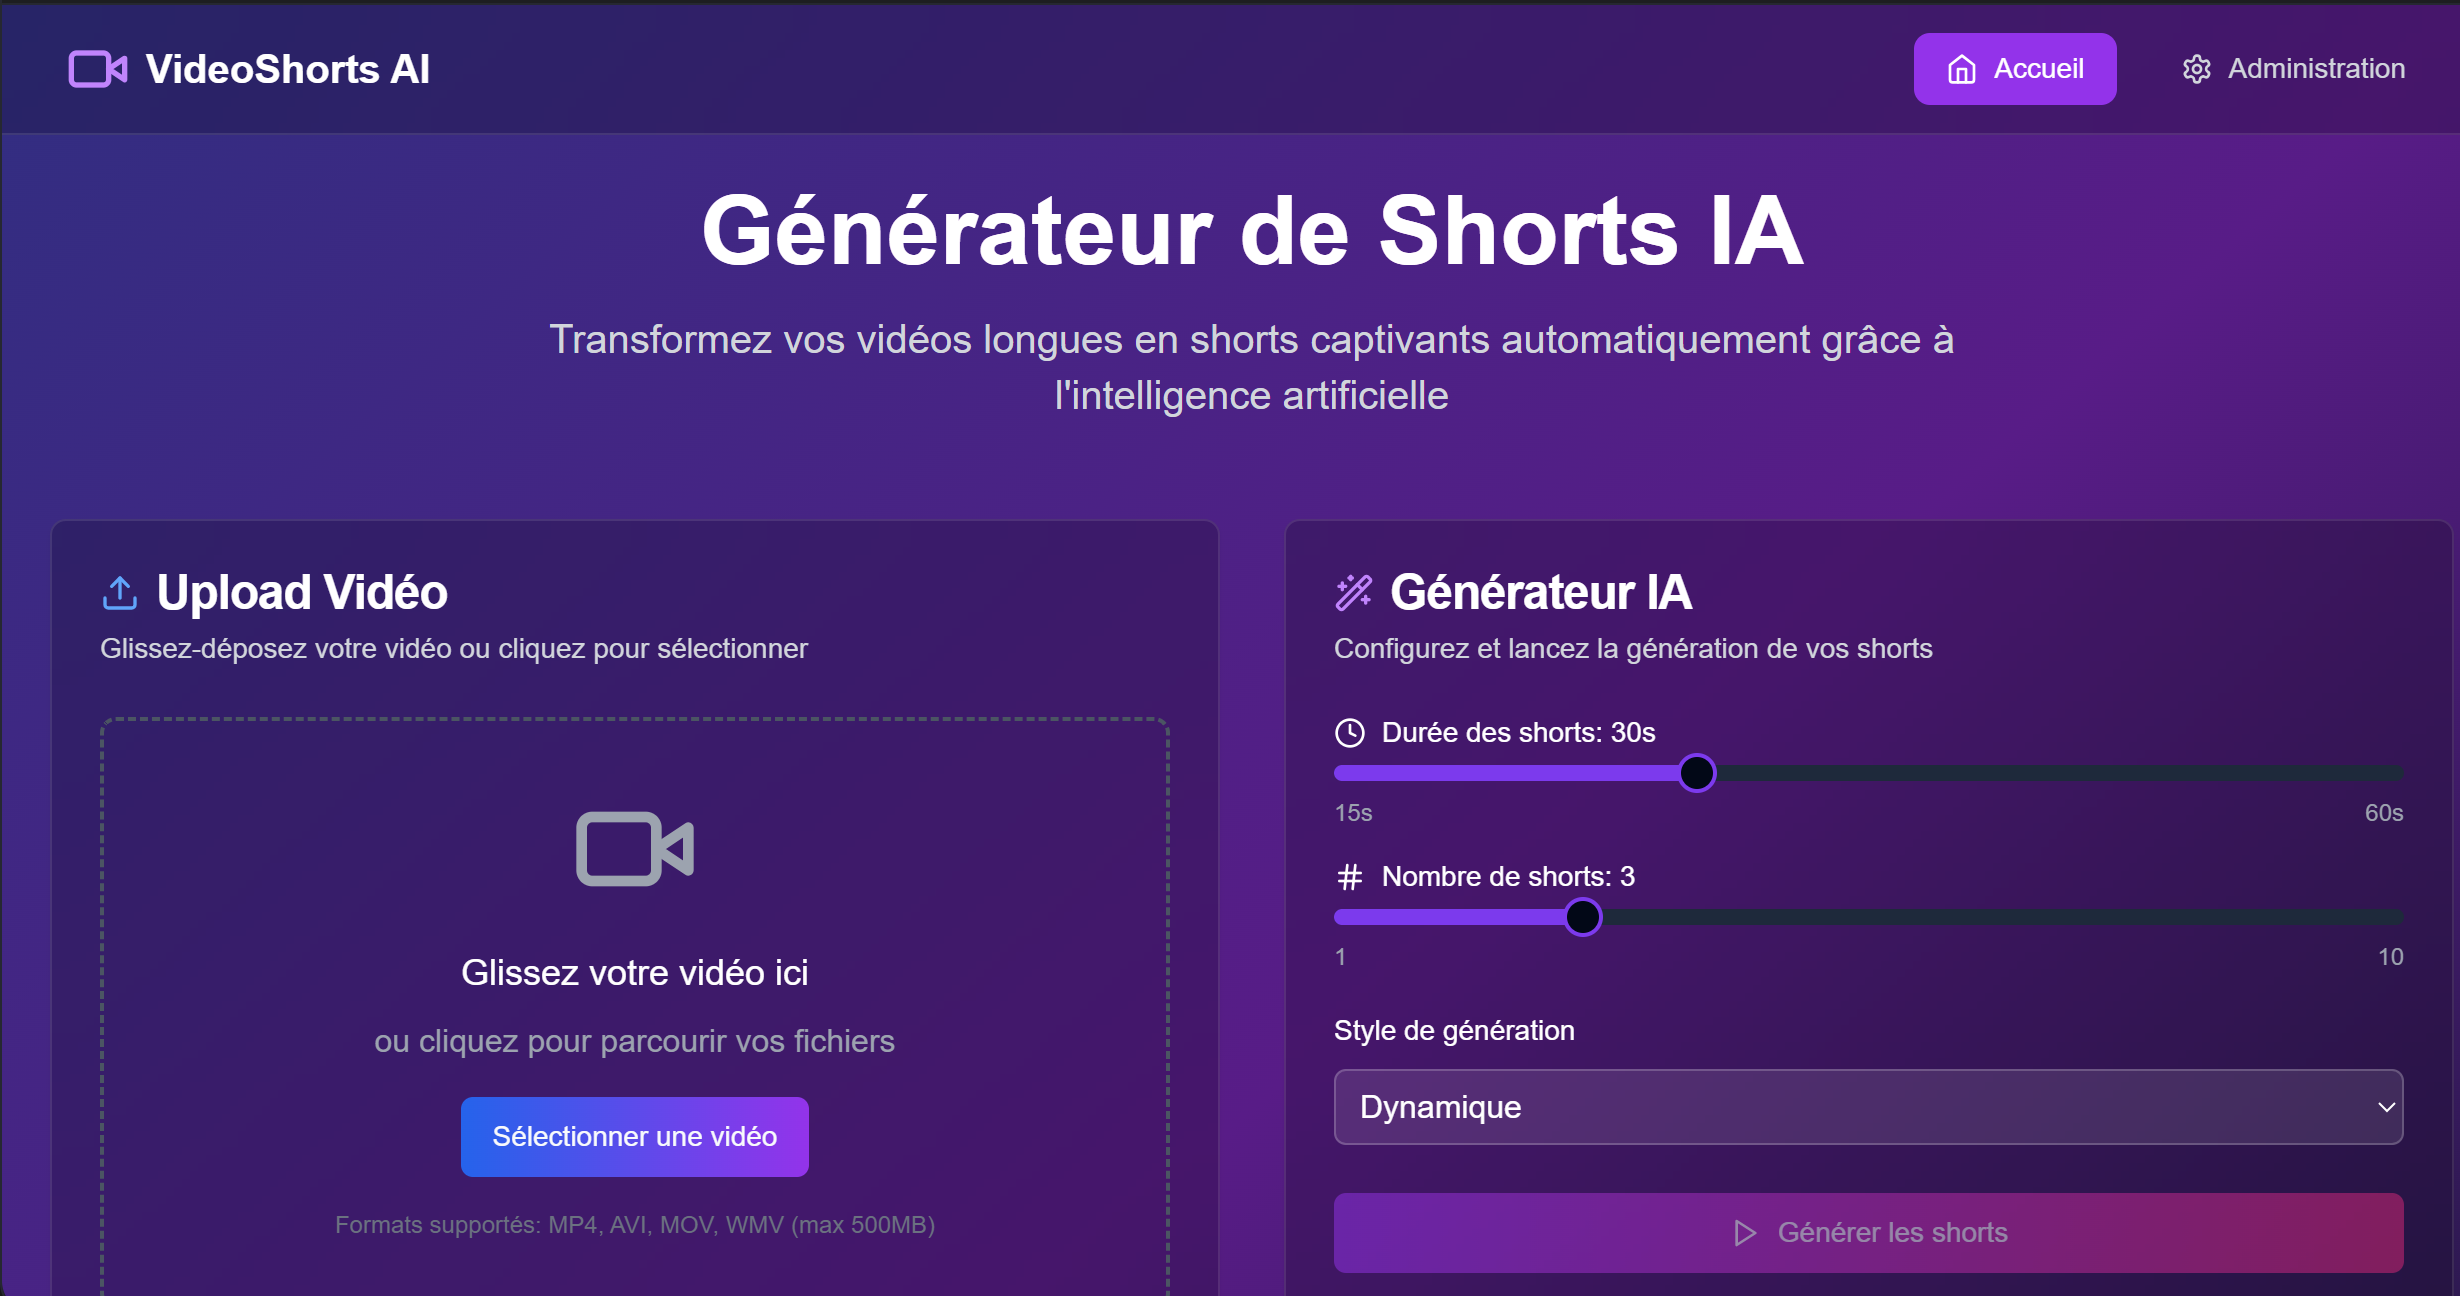 VideoShorts AI
Accueil
Administration
Générateur de Shorts IA
Transformez vos vidéos longues en shorts captivants automatiquement grâce à
l'intelligence artificielle
Upload Vidéo
Glissez-déposez votre vidéo ou cliquez pour sélectionner
Glissez votre vidéo ici
ou cliquez pour parcourir vos fichiers
Sélectionner une vidéo
Formats supportés: MP4, AVI, MOV, WMV (max 500MB)
Générateur IA
Configurez et lancez la génération de vos shorts
Durée des shorts: 30s
15s
60s
Nombre de shorts: 3
1
10
Style de génération
Dynamique
Générer les shorts